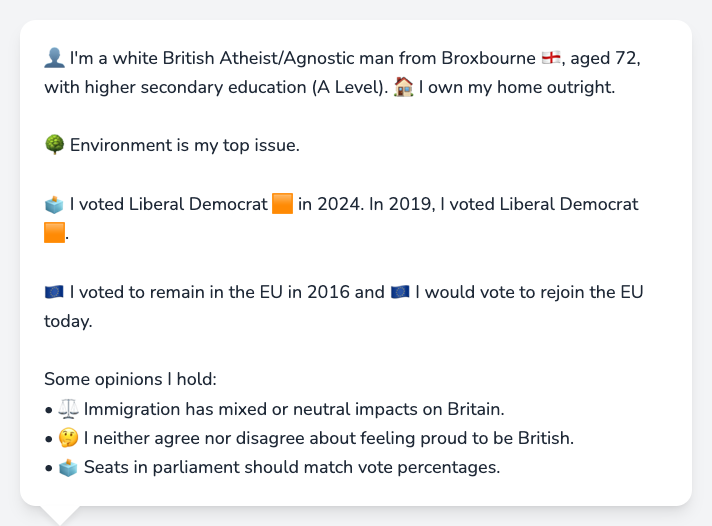 👤 I'm a white British Atheist/Agnostic man from Broxbourne 🏴󠁧󠁢󠁥󠁮󠁧󠁿, aged 72,
with higher secondary education (A Level). 🏠 I own my home outright.
🌳 Environment is my top issue.
🗳️ I voted Liberal Democrat 🟧 in 2024. In 2019, I voted Liberal Democrat
🟧.
🇪🇺 I voted to remain in the EU in 2016 and 🇪🇺 I would vote to rejoin the EU
today.
Some opinions I hold:
• ⚖️ Immigration has mixed or neutral impacts on Britain.
• 🤔 I neither agree nor disagree about feeling proud to be British.
• 🗳️ Seats in parliament should match vote percentages.